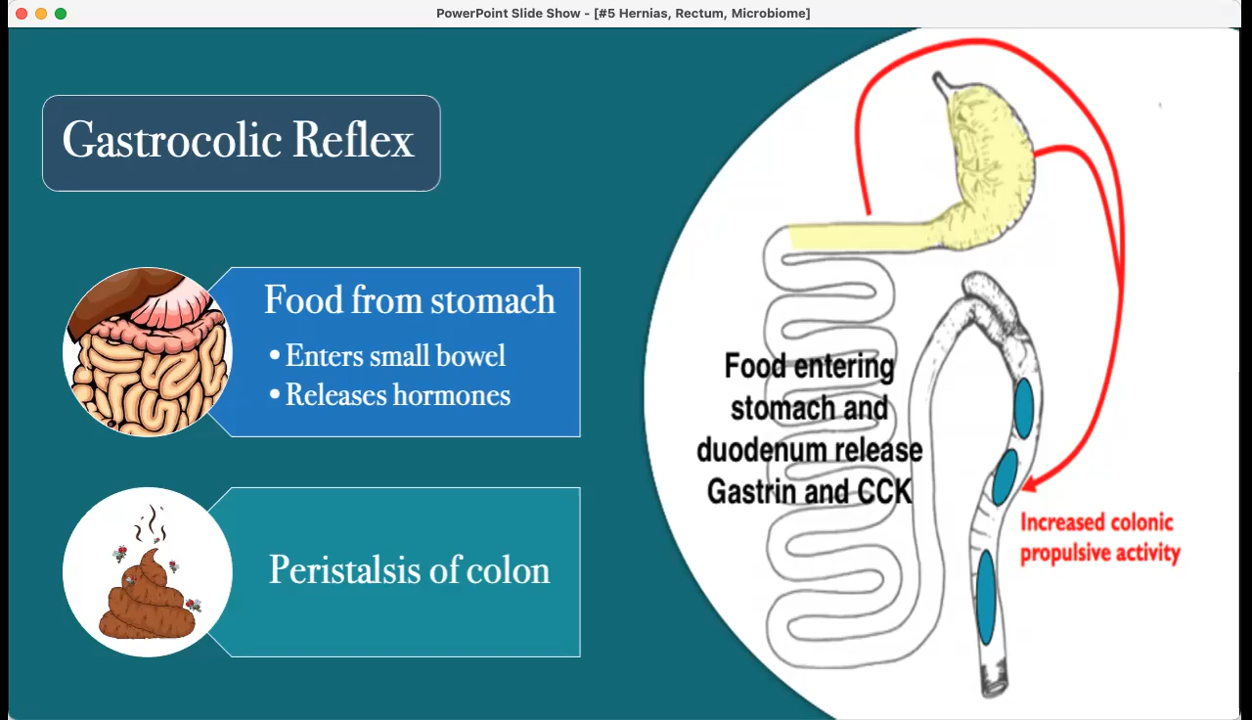 PowerPoint Slide Show - [#5 Hernias, Rectum, Microbiome]
Gastrocolic Reflex
Food from stomach
• Enters small bowel
• Releases hormones
Peristalsis of colon
Food entering
stomach and
duodenum release
Gastrin and CCK
Increased colonic
propulsive activity